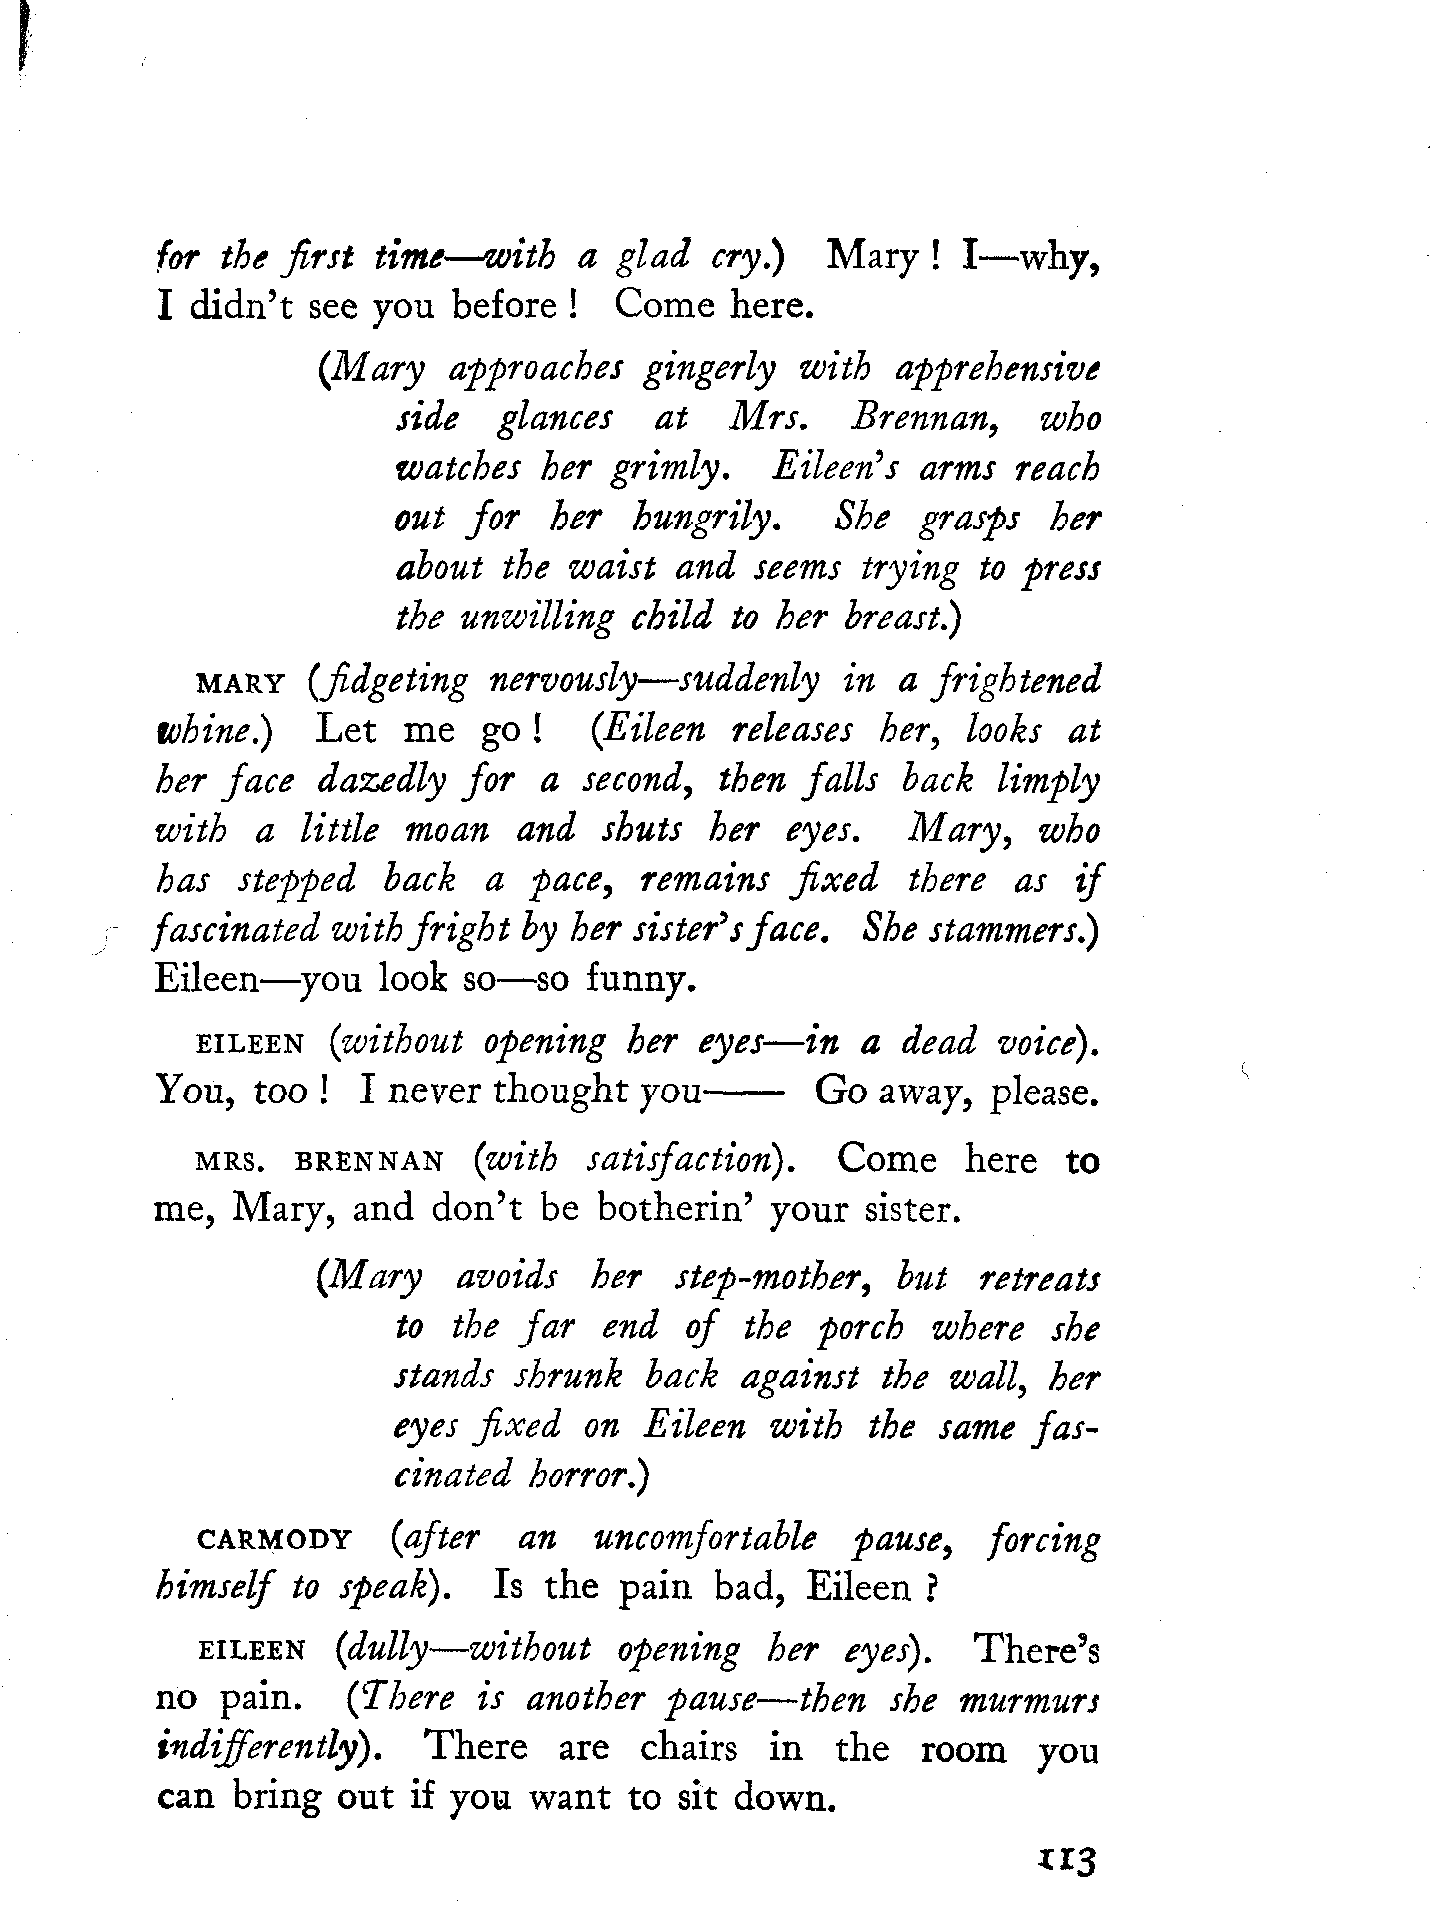 for the first time—with a glad cry.) Mary ! I—why,
I didn't see you before ! Come here.
(Mary approaches gingerly with apprehensive
side glances at Mrs. Brennan, who
watches her grimly. Eileen's arms reach
out for her hungrily. She grasps her
about the waist and seems trying to press
the unwilling child to her breast.)
MARY (fidgeting nervously—suddenly in a frightened
whine.) Let me go ! (Eileen releases her, looks at
her face dazedly for a second, then falls back limply
with a little moan and shuts her eyes. Mary, who
has stepped back a pace, remains fixed there as if
fascinated with fright by her sister's face. She stammers.)
Eileen—you look so—so funny.
EILEEN (without opening her eyes—in a dead voice).
You, too ! I never thought you—— Go away, please.
MRS. BRENNAN (with satisfaction). Come here to
me, Mary, and don't be botherin' your sister.
(Mary avoids her step-mother, but retreats
to the far end of the porch where she
stands shrunk back against the wall, her
eyes fixed on Eileen with the same fas-
cinated horror.)
CARMODY (after an uncomfortable pause, forcing
himself to speak). Is the pain bad, Eileen ?
EILEEN (dully—without opening her eyes). There's
no pain. (There is another pause—then she murmurs
indifferently). There are chairs in the room you
can bring out if you want to sit down.
113